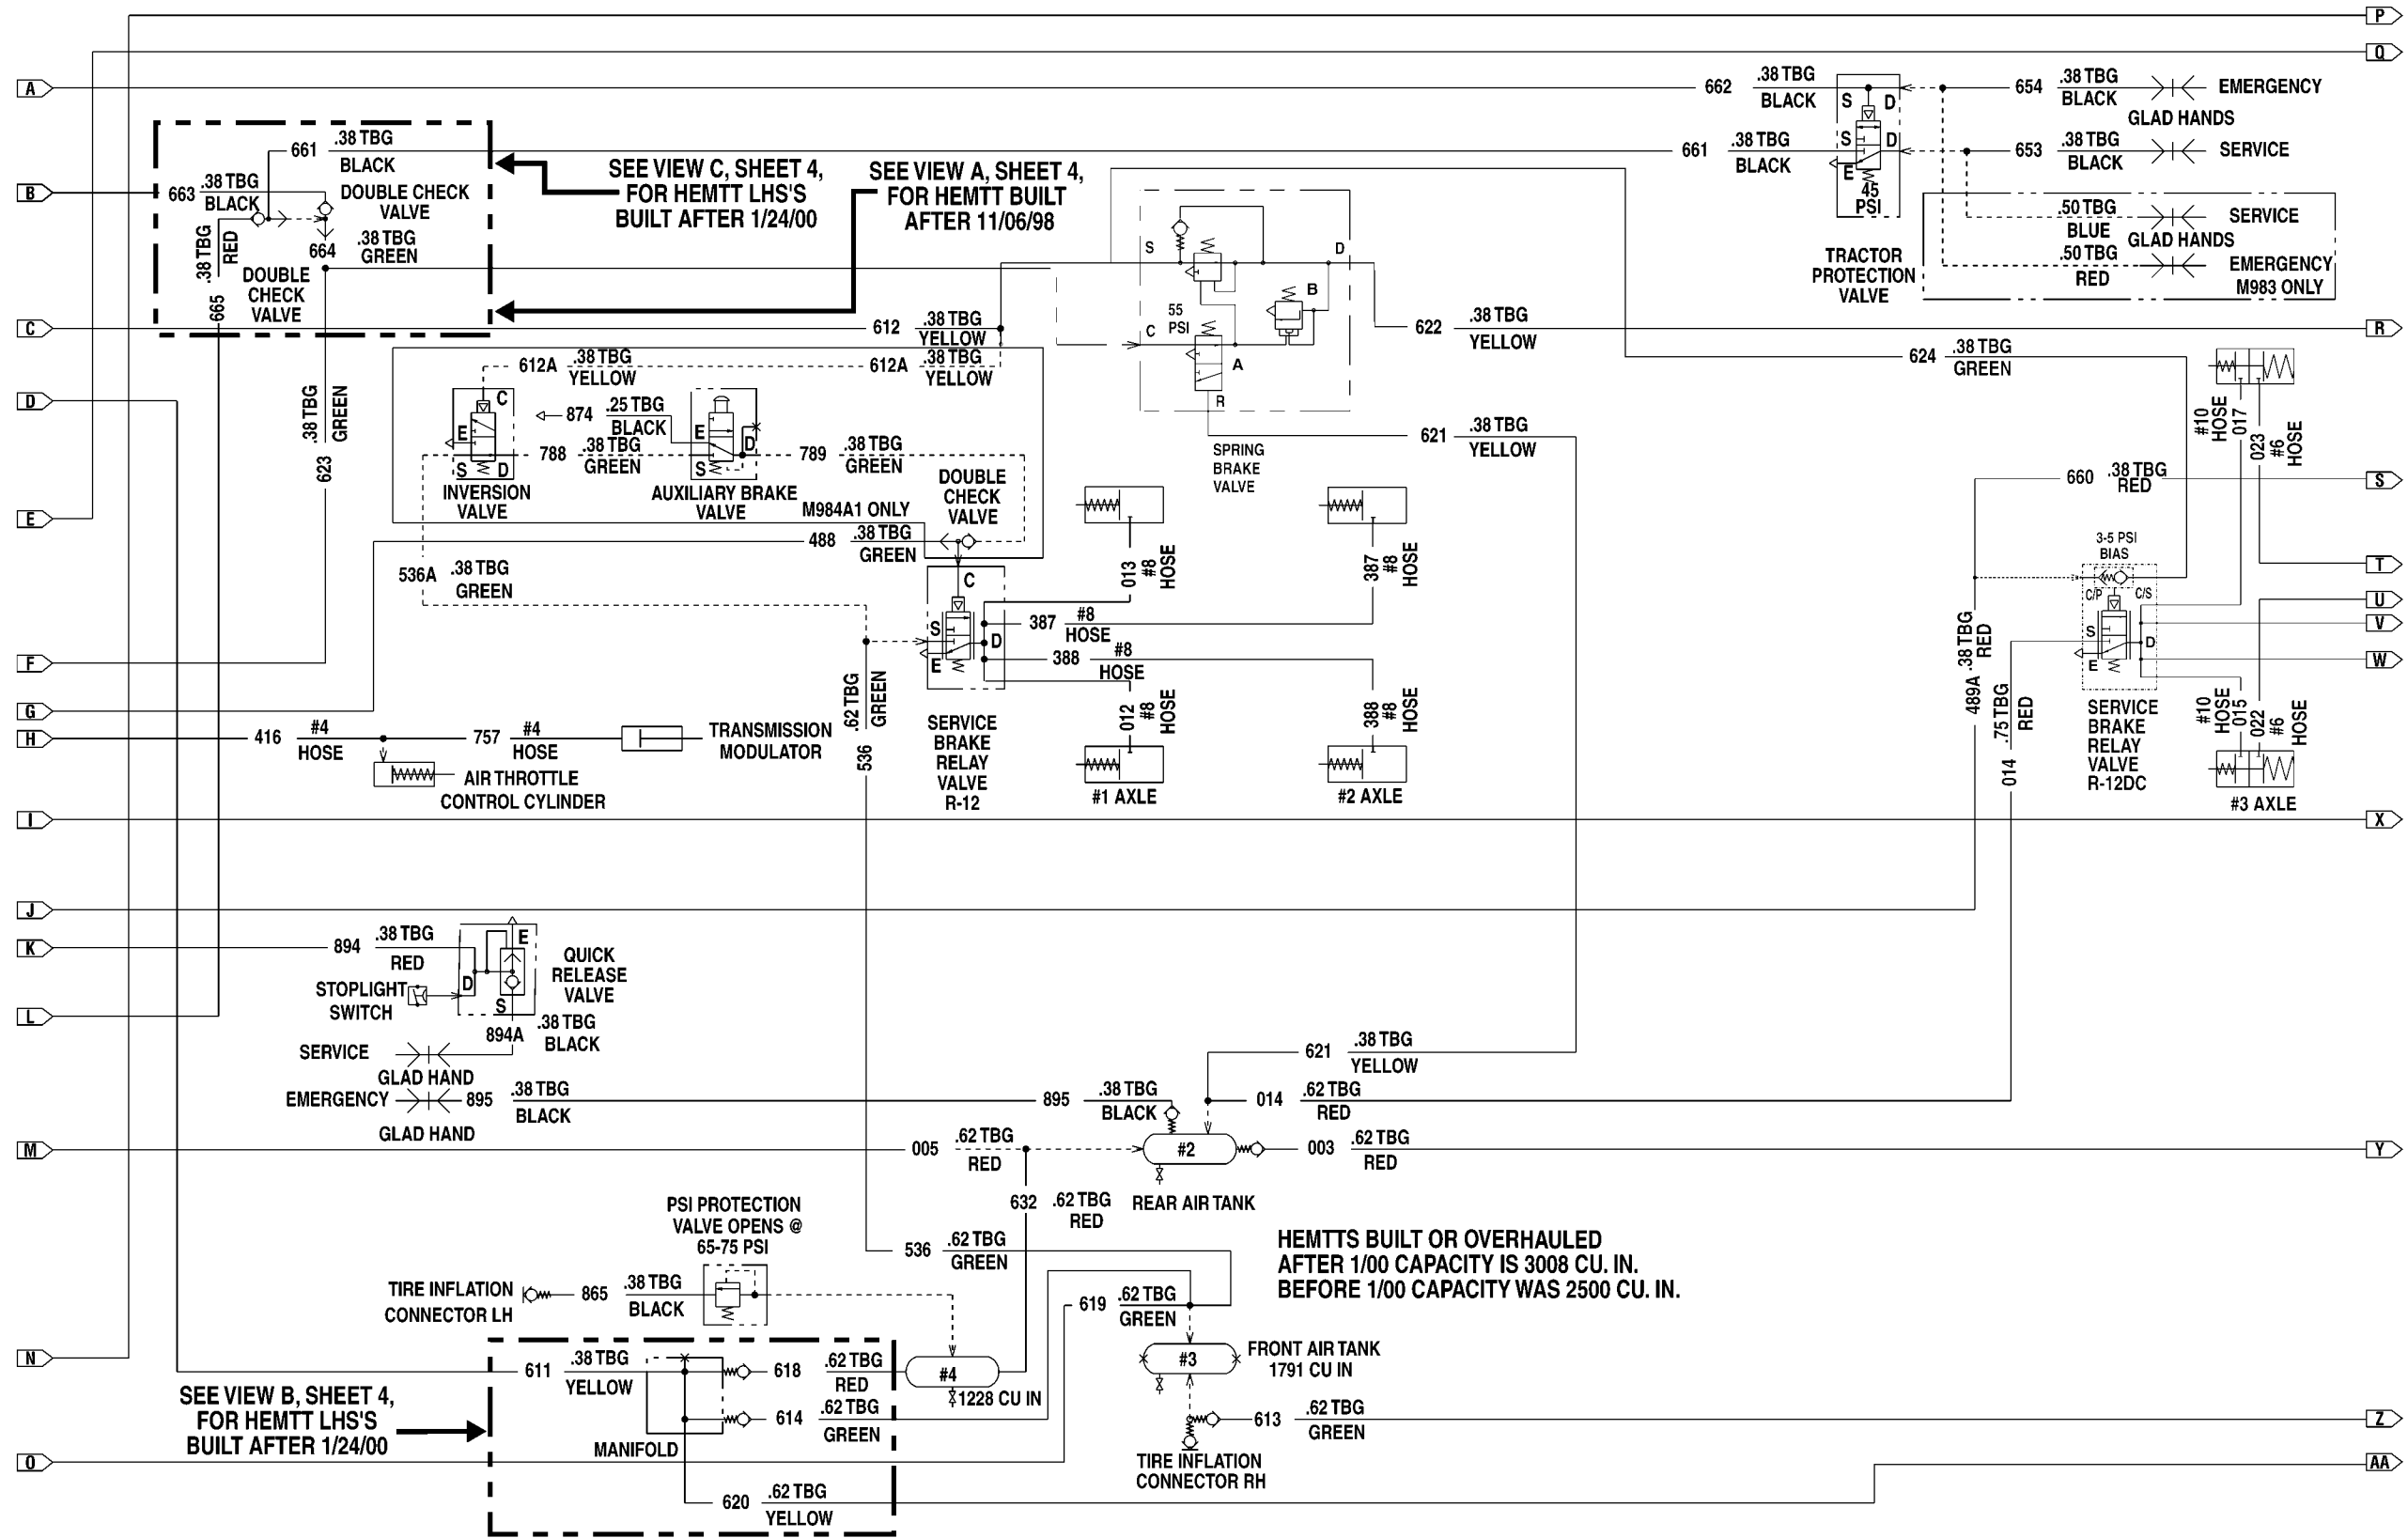 P
Q
A
662 .38 TBG
BLACK
S D
654 .38 TBG
BLACK
EMERGENCY
GLAD HANDS
661 .38 TBG
BLACK
661 .38 TBG
BLACK
S D
E
45
PSI
653 .38 TBG
BLACK
SERVICE
SEE VIEW C, SHEET 4,
FOR HEMTT LHS'S
BUILT AFTER 1/24/00
SEE VIEW A, SHEET 4,
FOR HEMTT BUILT
AFTER 11/06/98
B
663 .38 TBG
BLACK
DOUBLE CHECK
VALVE
.38 TBG
RED
665
664 .38 TBG
GREEN
DOUBLE
CHECK
VALVE
.50 TBG
BLUE
SERVICE
GLAD HANDS
.50 TBG
RED
EMERGENCY
M983 ONLY
TRACTOR
PROTECTION
VALVE
S
D
B
55
PSI
C
A
R
SPRING
BRAKE
VALVE
C
612 .38 TBG
YELLOW
622 .38 TBG
YELLOW
R
612A .38 TBG
YELLOW
612A .38 TBG
YELLOW
624 .38 TBG
GREEN
D
.38 TBG
GREEN
623
C
E
S D
INVERSION
VALVE
874 .25 TBG
BLACK
788 .38 TBG
GREEN
E
D
S
AUXILIARY BRAKE
VALVE
789 .38 TBG
GREEN
M984A1 ONLY
DOUBLE
CHECK
VALVE
621 .38 TBG
YELLOW
#10
HOSE
017
023
#6
HOSE
660 .38 TBG
RED
S
E
488 .38 TBG
GREEN
536A .38 TBG
GREEN
013
#8
HOSE
387
#8
HOSE
3-5 PSI
BIAS
T
C/P C/S
U
V
W
S
D
E
C
S
D
E
387 #8
HOSE
388 #8
HOSE
F
G
H
416 #4
HOSE
757 #4
HOSE
TRANSMISSION
MODULATOR
AIR THROTTLE
CONTROL CYLINDER
.62 TBG
GREEN
536
SERVICE
BRAKE
RELAY
VALVE
R-12
012
#8
HOSE
388
#8
HOSE
#1 AXLE
#2 AXLE
.38 TBG
RED
489A
.75 TBG
RED
014
SERVICE
BRAKE
RELAY
VALVE
R-12DC
#10
HOSE
015
022
#6
HOSE
#3 AXLE
I
X
J
K
894 .38 TBG
RED
E
D
S
QUICK
RELEASE
VALVE
STOPLIGHT
SWITCH
L
894A .38 TBG
BLACK
SERVICE
GLAD HAND
EMERGENCY
895 .38 TBG
BLACK
GLAD HAND
621 .38 TBG
YELLOW
895 .38 TBG
BLACK
014 .62 TBG
RED
M
005 .62 TBG
RED
#2
003 .62 TBG
RED
Y
632 .62 TBG
RED
REAR AIR TANK
PSI PROTECTION
VALVE OPENS @
65-75 PSI
536 .62 TBG
GREEN
HEMTTS BUILT OR OVERHAULED
AFTER 1/00 CAPACITY IS 3008 CU. IN.
BEFORE 1/00 CAPACITY WAS 2500 CU. IN.
TIRE INFLATION
CONNECTOR LH
865 .38 TBG
BLACK
619 .62 TBG
GREEN
N
611 .38 TBG
YELLOW
618 .62 TBG
RED
#4
1228 CU IN
#3
FRONT AIR TANK
1791 CU IN
SEE VIEW B, SHEET 4,
FOR HEMTT LHS'S
BUILT AFTER 1/24/00
614 .62 TBG
GREEN
MANIFOLD
613 .62 TBG
GREEN
Z
TIRE INFLATION
CONNECTOR RH
O
AA
620 .62 TBG
YELLOW